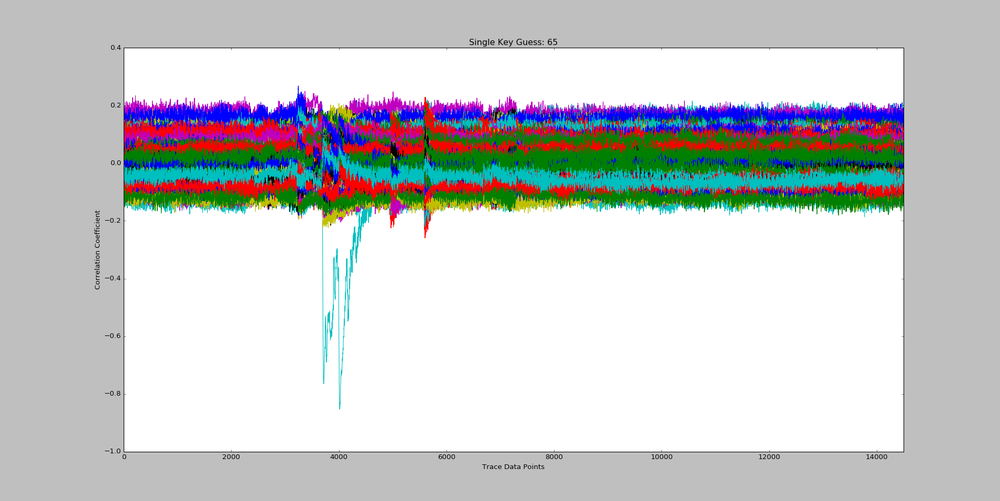 Single Key Guess: 65
0.4
0.2
0.0
−0.2
−0.4
−0.6
−0.8
−1.0
Correlation Coefficient
0 2000 4000 6000 8000 10000 12000 14000
Trace Data Points